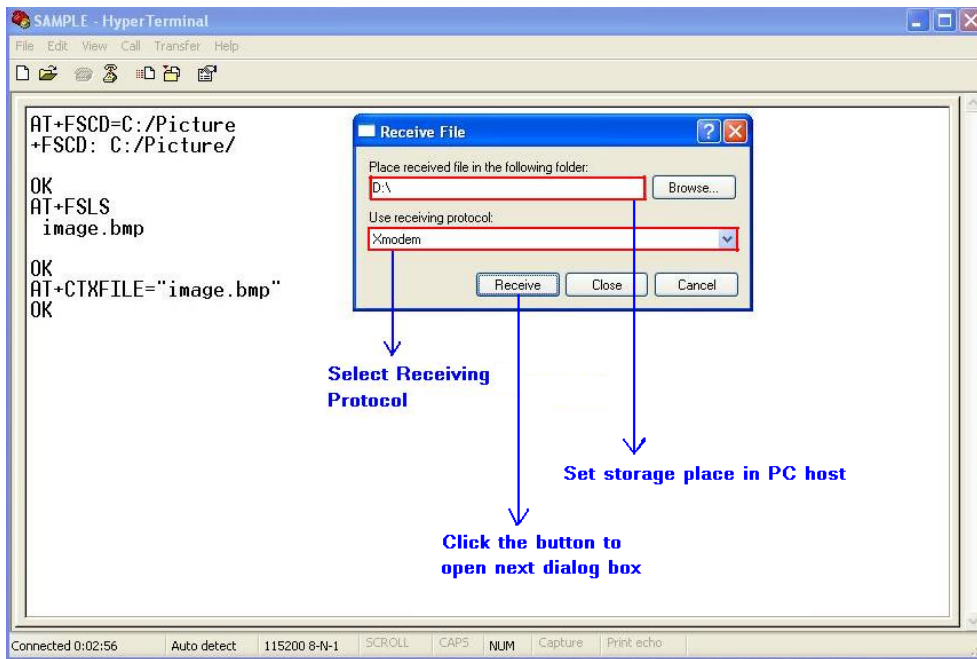 SAMPLE - HyperTerminal
File Edit View Call Transfer Help
AT+FSCD=C:/Picture
+FSCD: C:/Picture/
OK
AT+FSLS
image.bmp
OK
AT+CTXFILE="image.bmp"
OK
Receive File
Place received file in the following folder:
D:\
Browse...
Use receiving protocol:
Xmodem
Receive Close Cancel
Select Receiving
Protocol
Set storage place in PC host
Click the button to
open next dialog box
Connected 0:02:56 Auto detect 115200 8-N-1 SCROLL CAPS NUM Capture Print echo